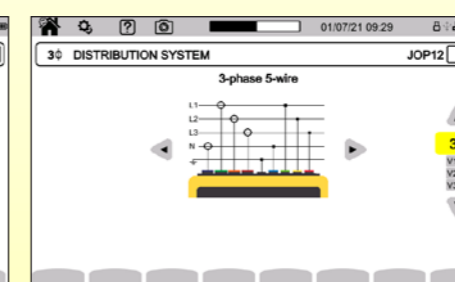 01/07/21 09:29
3φ DISTRIBUTION SYSTEM JOP12
3-phase 5-wire
L1
L2
L3
N
3
V1
V2
V3